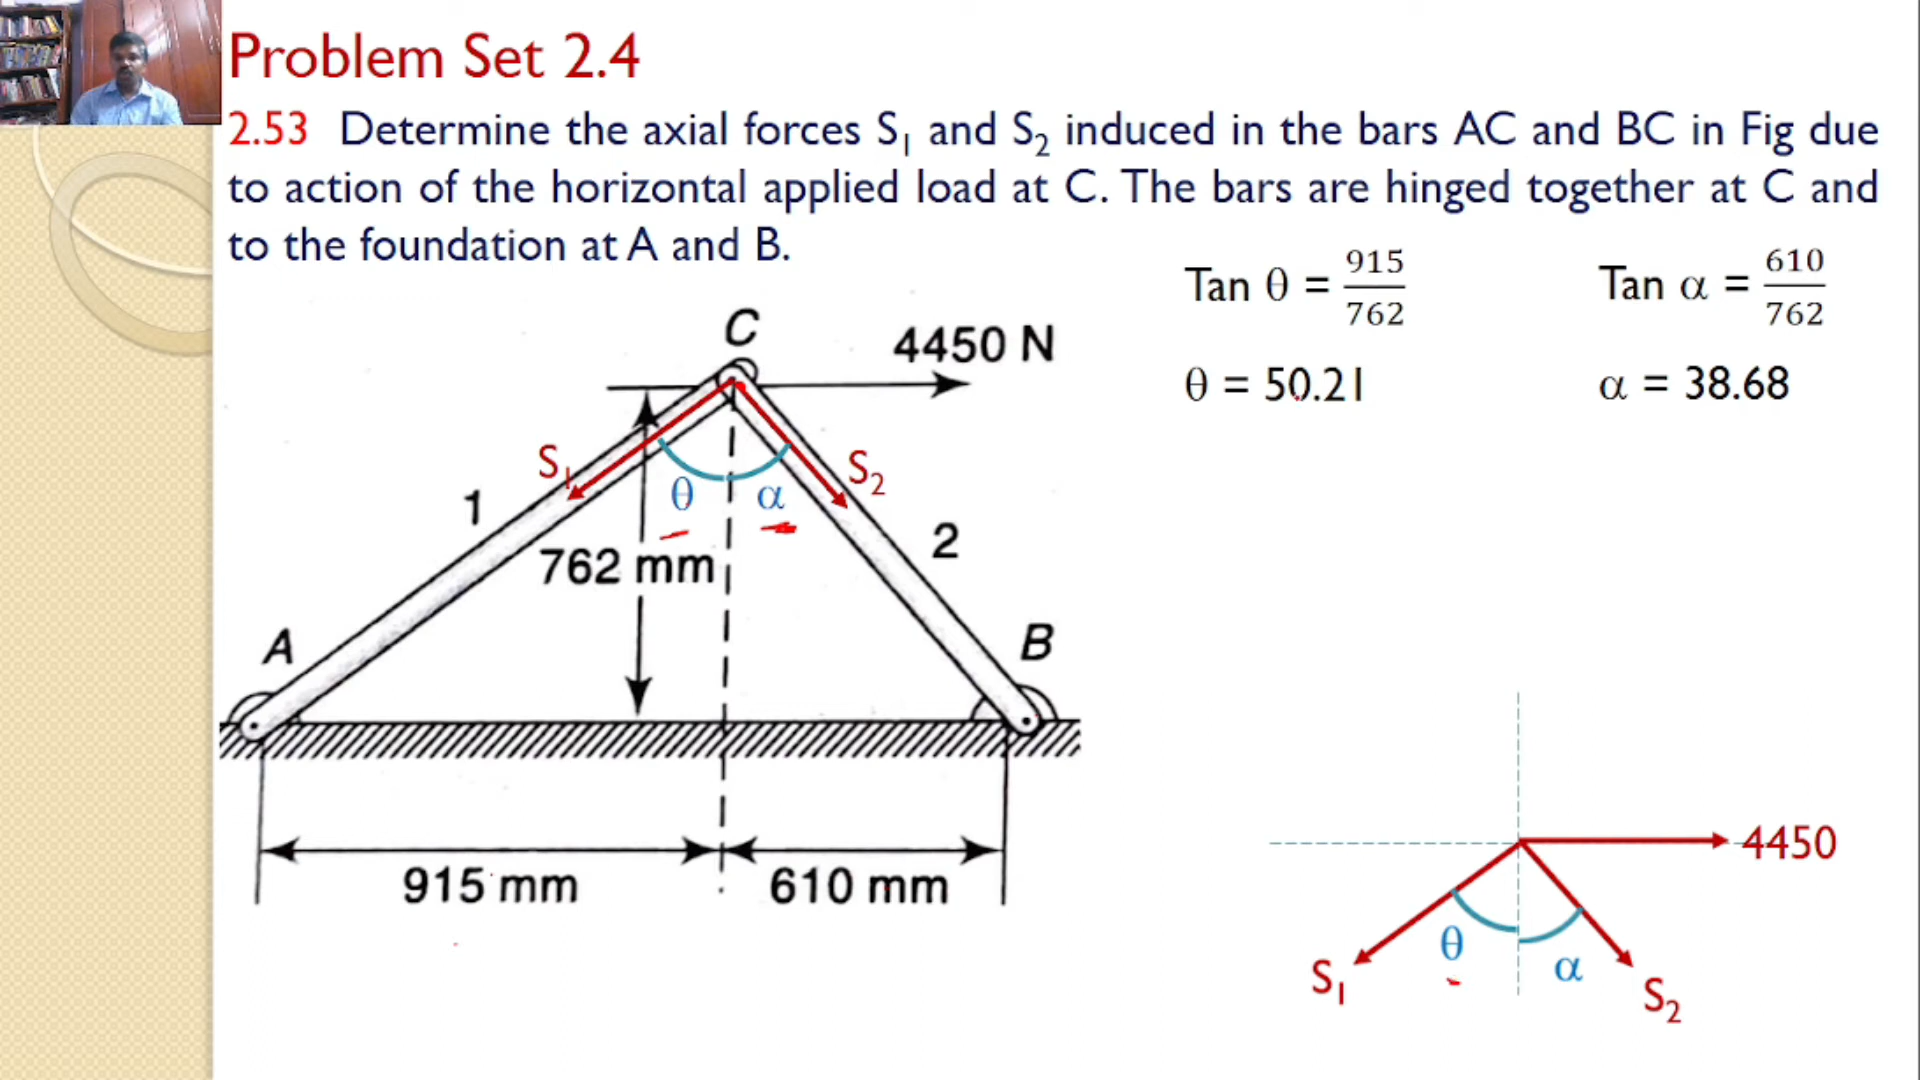 Problem Set 2.4
2.53 Determine the axial forces S₁ and S₂ induced in the bars AC and BC in Fig due
to action of the horizontal applied load at C. The bars are hinged together at C and
to the foundation at A and B.
Tan θ = 915/762
Tan α = 610/762
θ = 50.21
α = 38.68
C
4450 N
S₁
S₂
θ
α
1
2
762 mm
A
B
915 mm
610 mm
4450
θ
α
S₁
S₂